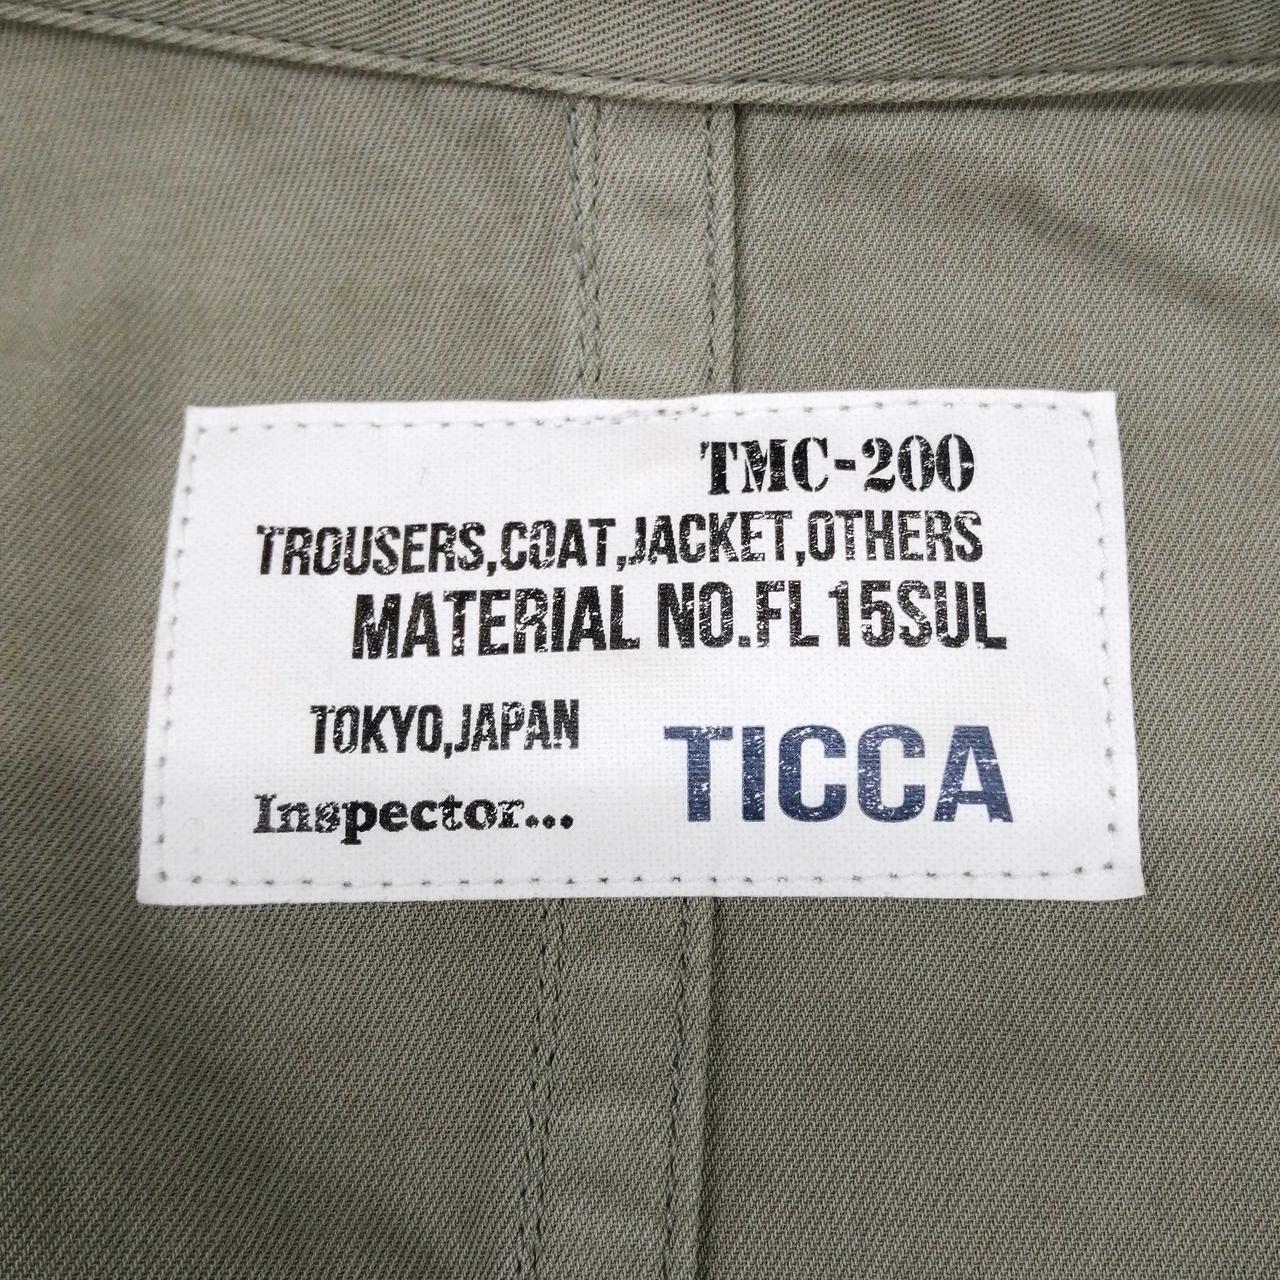 TMC-200
TROUSERS,COAT,JACKET,OTHERS
MATERIAL NO.FL15SUL
TOKYO,JAPAN
TICCA
Inspector...